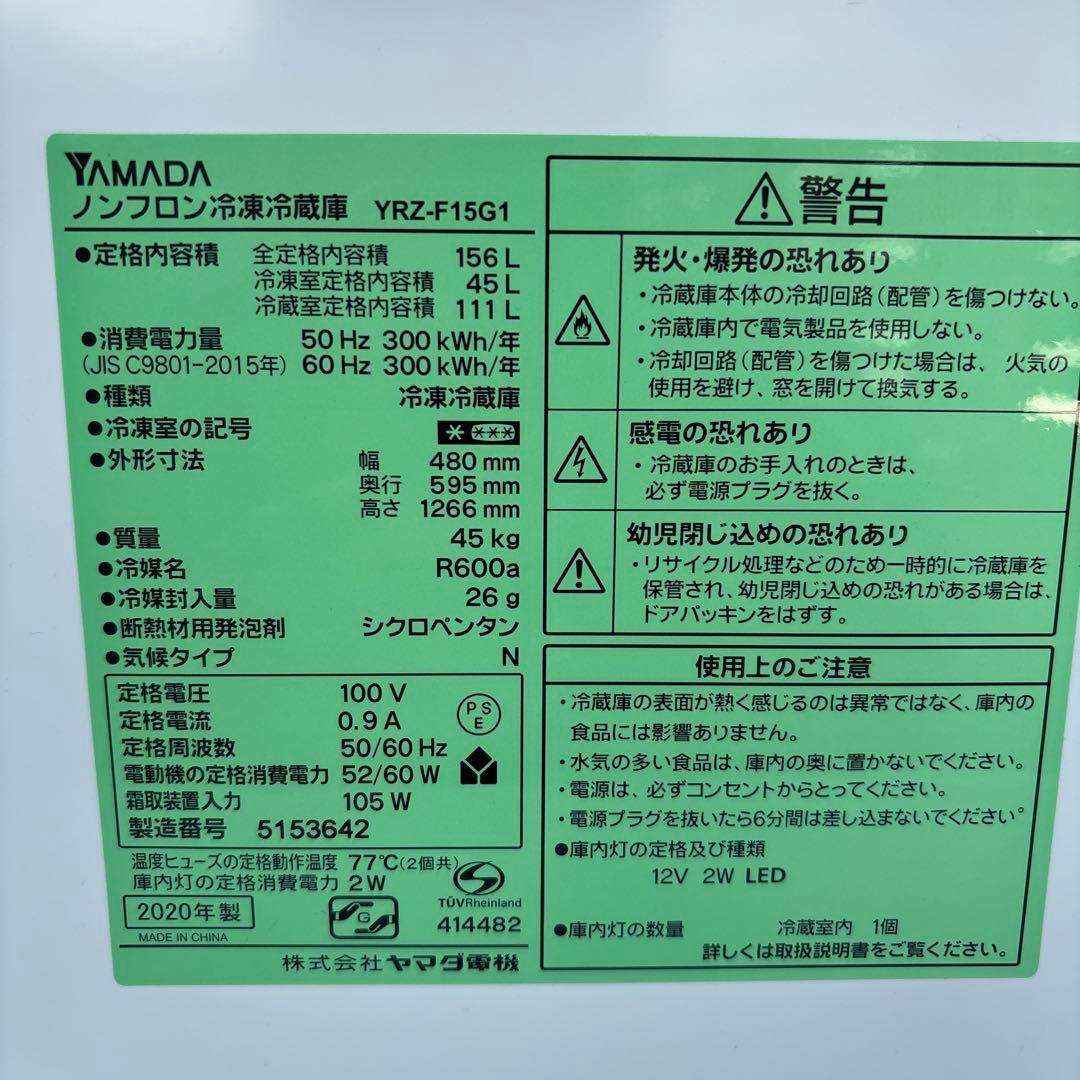 YAMADA
ノンフロン冷凍冷蔵庫 YRZ-F15G1
●定格内容積 全定格内容積 156 L
冷凍室定格内容積 45 L
冷蔵室定格内容積 111 L
●消費電力量 50 Hz 300 kWh/年
(JIS C9801-2015年) 60 Hz 300 kWh/年
●種類 冷凍冷蔵庫
●冷凍室の記号
●外形寸法 幅 480 mm
奥行 595 mm
高さ 1266 mm
●質量 45 kg
●冷媒名 R600a
●冷媒封入量 26 g
●断熱材用発泡剤 シクロペンタン
●気候タイプ N
定格電圧 100 V
定格電流 0.9 A
定格周波数 50/60 Hz
電動機の定格消費電力 52/60 W
霜取装置入力 105 W
製造番号 5153642
PS
E
温度ヒューズの定格動作温度 77℃(2個共)
庫内灯の定格消費電力 2W
2020年製
MADE IN CHINA
G
TÜVRheinland
414482
株式会社ヤマダ電機
警告
発火・爆発の恐れあり
・冷蔵庫本体の冷却回路(配管)を傷つけない。
・冷蔵庫内で電気製品を使用しない。
・冷却回路(配管)を傷つけた場合は、火気の
使用を避け、窓を開けて換気する。
感電の恐れあり
・冷蔵庫のお手入れのときは、
必ず電源プラグを抜く。
幼児閉じ込めの恐れあり
・リサイクル処理などのため一時的に冷蔵庫を
保管され、幼児閉じ込めの恐れがある場合は、
ドアパッキンをはずす。
使用上のご注意
・冷蔵庫の表面が熱く感じるのは異常ではなく、庫内の
食品には影響ありません。
・水気の多い食品は、庫内の奥に置かないでください。
・電源は、必ずコンセントからとってください。
・電源プラグを抜いたら6分間は差し込まないでください。
●庫内灯の定格及び種類
12V 2W LED
●庫内灯の数量 冷蔵室内 1個
詳しくは取扱説明書をご覧ください。